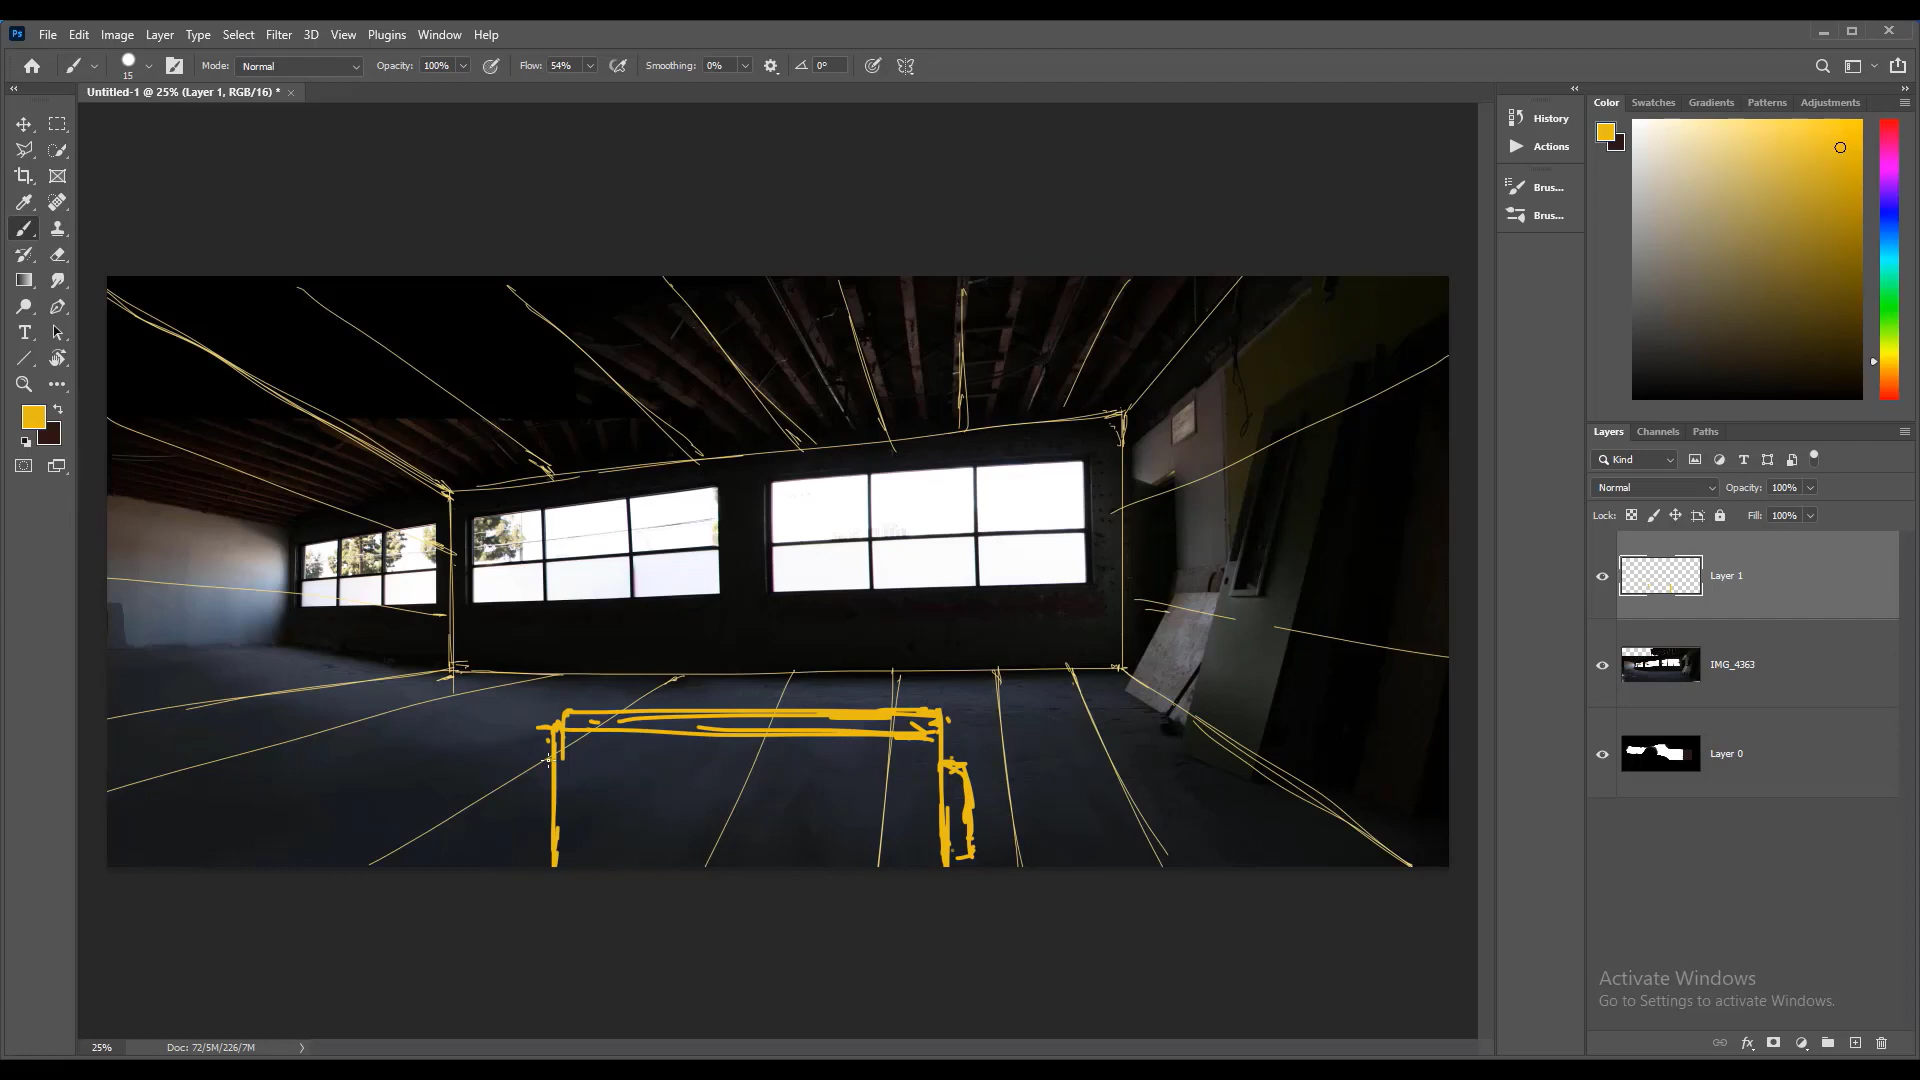 Ps File Edit Image Layer Type Select Filter 3D View Plugins Window Help
15 Mode: Normal Opacity: 100% Flow: 54% Smoothing: 0% 0°
Untitled-1 @ 25% (Layer 1, RGB/16) *
History
Actions
Brus...
Brus...
Color Swatches Gradients Patterns Adjustments
Layers Channels Paths
Kind
Normal Opacity: 100%
Lock: Fill: 100%
Layer 1
IMG_4363
Layer 0
Activate Windows
Go to Settings to activate Windows.
25% Doc: 72/5M/226/7M